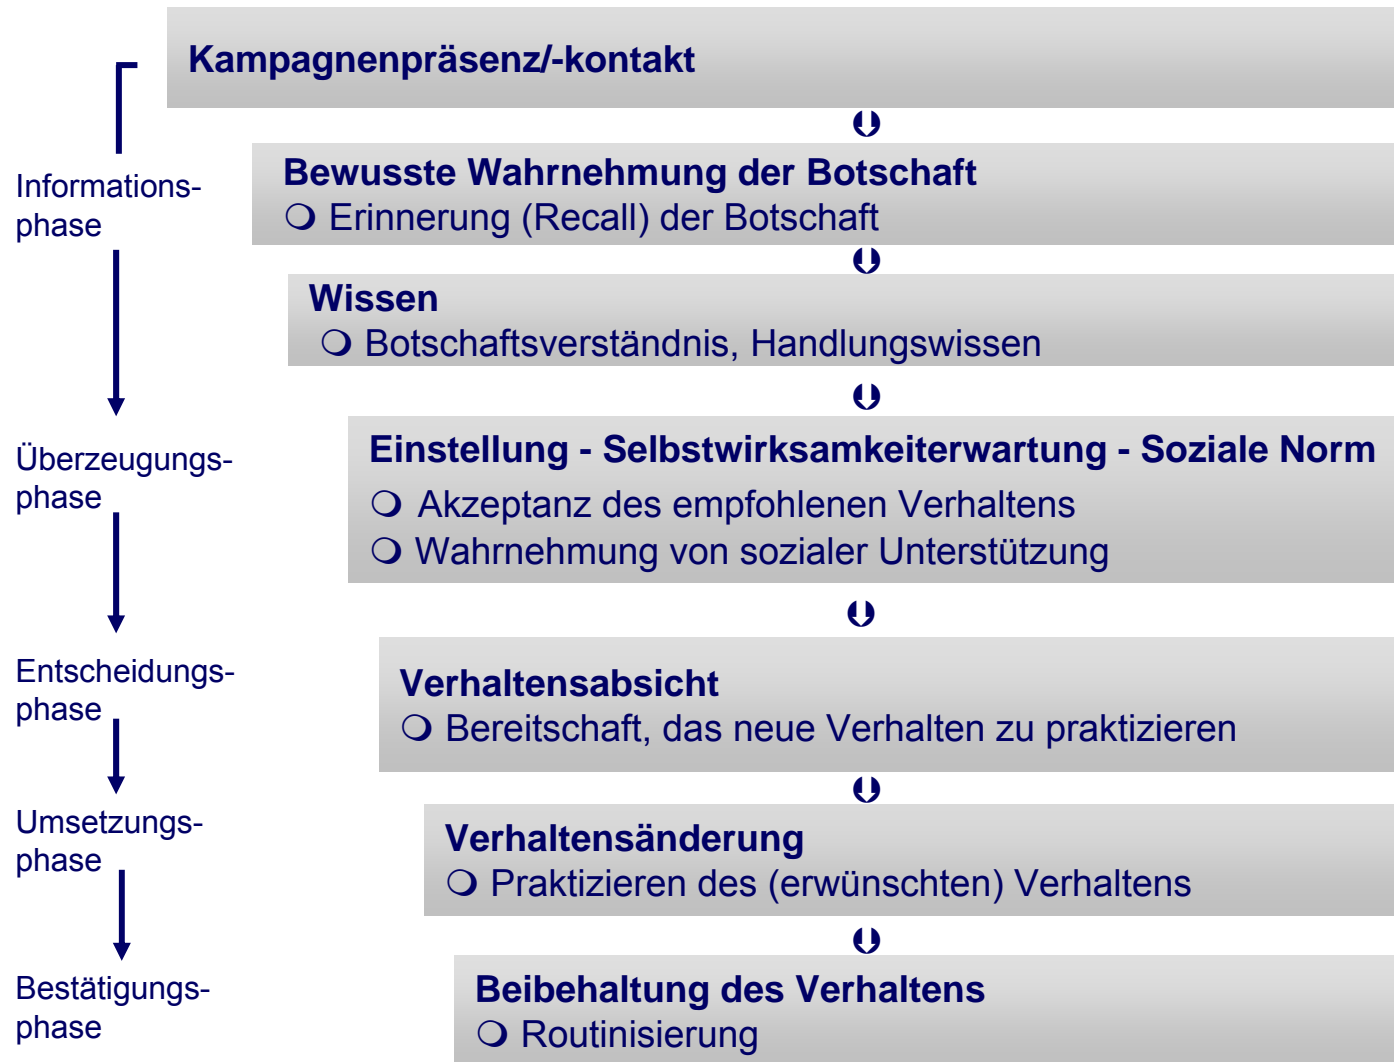 Kampagnenpräsenz/-kontakt
Informations-
phase
Bewusste Wahrnehmung der Botschaft
❍ Erinnerung (Recall) der Botschaft
Wissen
❍ Botschaftsverständnis, Handlungswissen
Überzeugungs-
phase
Einstellung - Selbstwirksamkeiterwartung - Soziale Norm
❍ Akzeptanz des empfohlenen Verhaltens
❍ Wahrnehmung von sozialer Unterstützung
Entscheidungs-
phase
Verhaltensabsicht
❍ Bereitschaft, das neue Verhalten zu praktizieren
Umsetzungs-
phase
Verhaltensänderung
❍ Praktizieren des (erwünschten) Verhaltens
Bestätigungs-
phase
Beibehaltung des Verhaltens
❍ Routinisierung